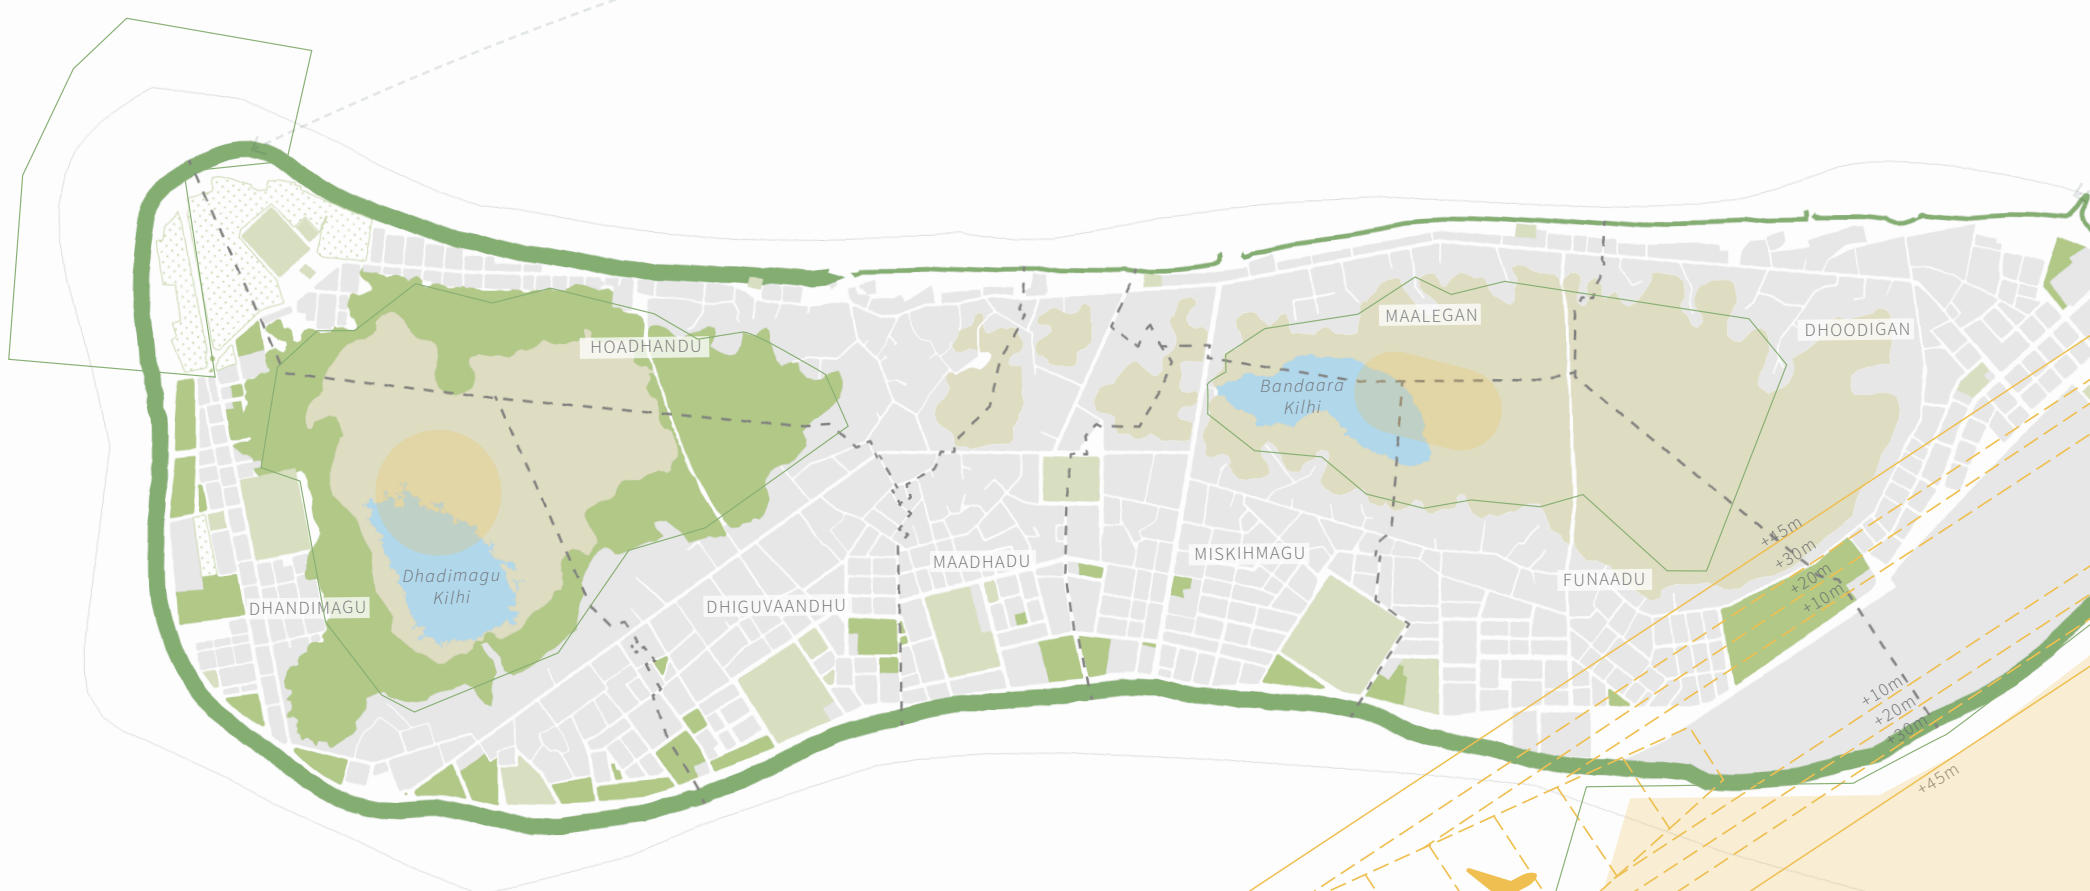 MAALEGAN
DHOODIGAN
HOADHANDU
Bandaara
Kilhi
+45m
+30m
+20m
+10m
MISKIHMAGU
MAADHADU
FUNAADU
Dhadimagu
Kilhi
DHANDIMAGU
DHIGUVAANDHU
+10m
+20m
+30m
+45m